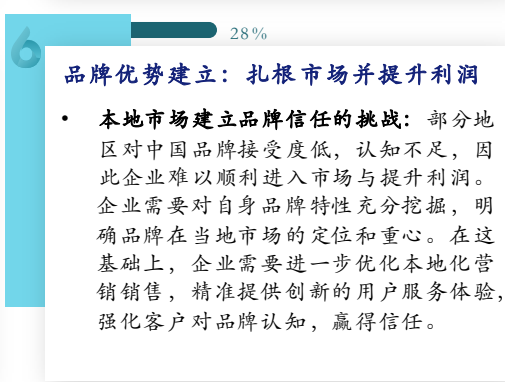 6
28%
品牌优势建立：扎根市场并提升利润
• 本地市场建立品牌信任的挑战：部分地
区对中国品牌接受度低，认知不足，因
此企业难以顺利进入市场与提升利润。
企业需要对自身品牌特性充分挖掘，明
确品牌在当地市场的定位和重心。在这
基础上，企业需要进一步优化本地化营
销销售，精准提供创新的用户服务体验，
强化客户对品牌认知，赢得信任。